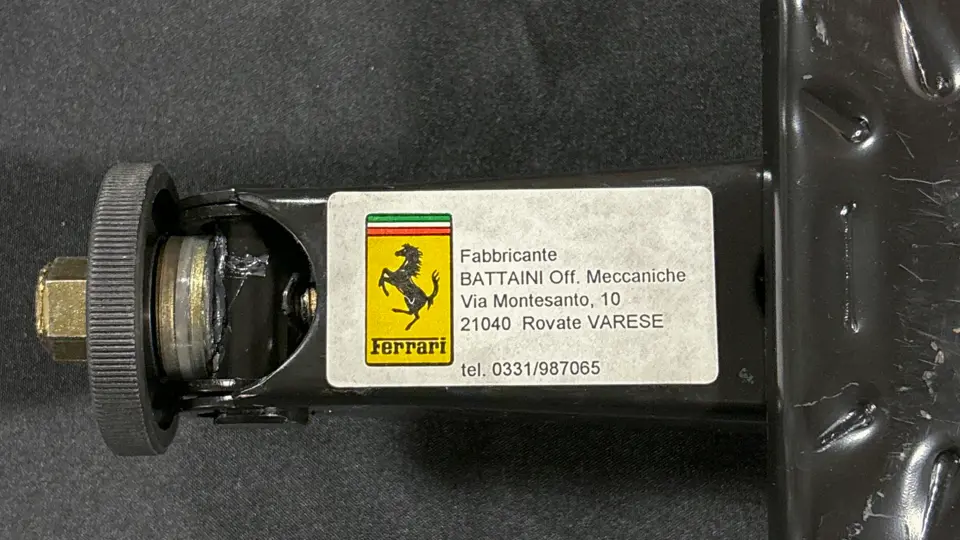 Ferrari
Fabbricante
BATTAINI Off. Meccaniche
Via Montesanto, 10
21040 Rovate VARESE
tel. 0331/987065